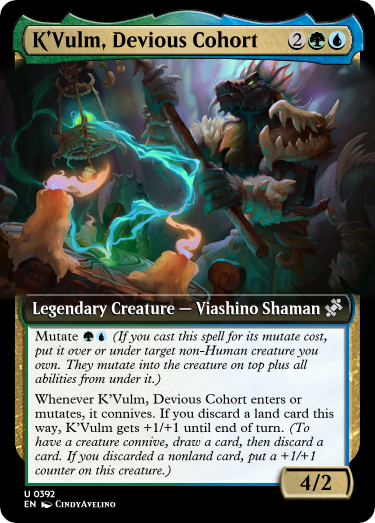 K'Vulm, Devious Cohort 2
Legendary Creature — Viashino Shaman
Mutate (If you cast this spell for its mutate cost,
put it over or under target non-Human creature you
own. They mutate into the creature on top plus all
abilities from under it.)
Whenever K'Vulm, Devious Cohort enters or
mutates, it connives. If you discard a land card this
way, K'Vulm gets +1/+1 until end of turn. (To
have a creature connive, draw a card, then discard a
card. If you discarded a nonland card, put a +1/+1
counter on this creature.)
4/2
U 0392
EN CindyAvelino